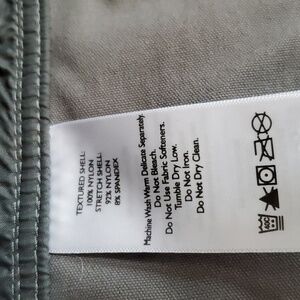 TEXTURED SHELL:
100% NYLON
STRETCH SHELL:
92% NYLON
8% SPANDEX
Machine Wash Warm Delicate Separately.
Do Not Bleach.
Do Not Use Fabric Softeners.
Tumble Dry Low.
Do Not Iron.
Do Not Dry Clean.